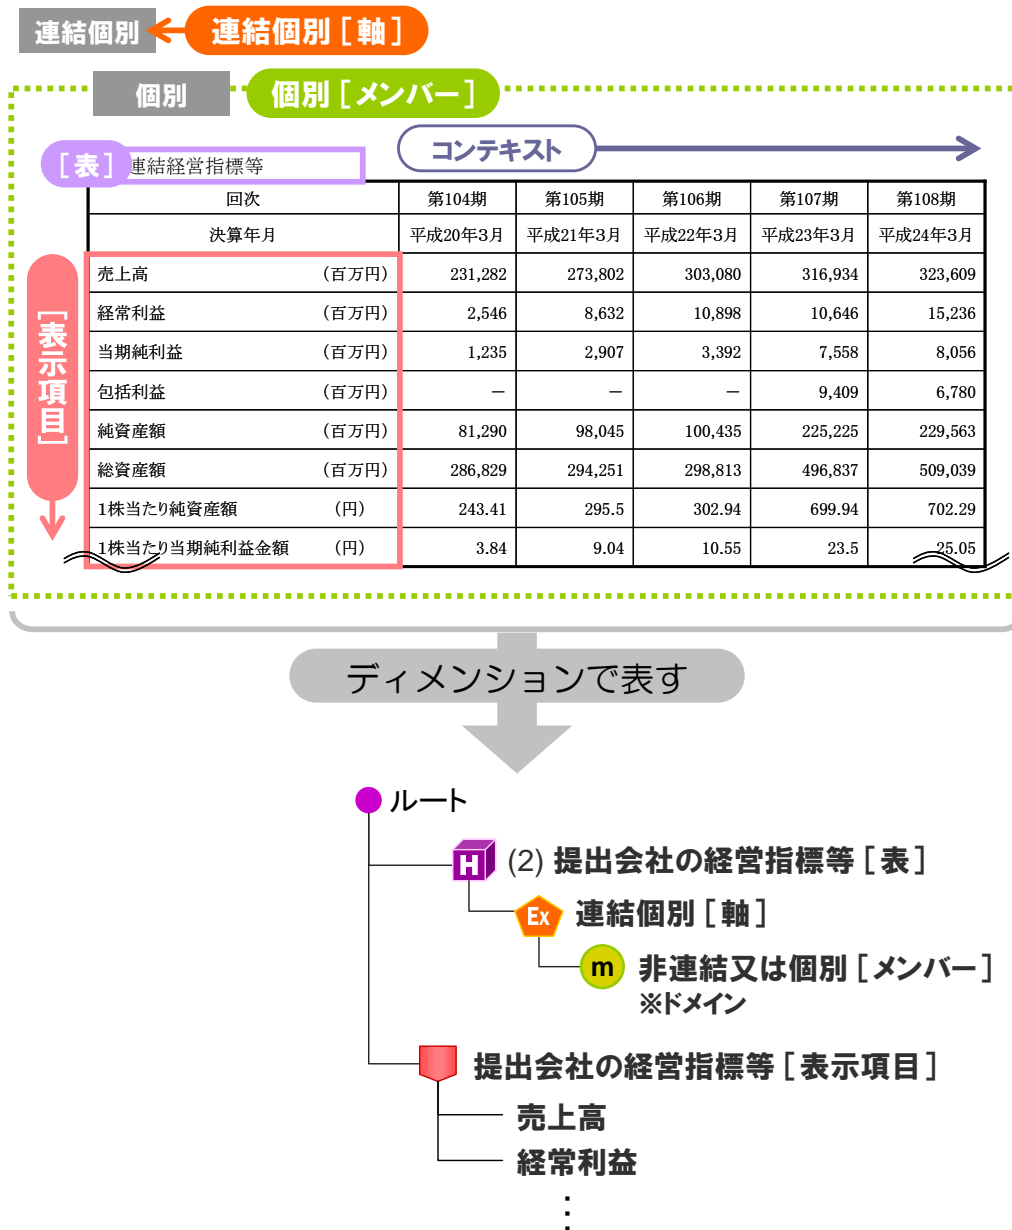 連結個別 連結個別［軸］
個別 個別［メンバー］
［表］ 連結経営指標等 コンテキスト
回次 第104期 第105期 第106期 第107期 第108期
決算年月 平成20年3月 平成21年3月 平成22年3月 平成23年3月 平成24年3月
［表示項目］
売上高 （百万円） 231,282 273,802 303,080 316,934 323,609
経常利益 （百万円） 2,546 8,632 10,898 10,646 15,236
当期純利益 （百万円） 1,235 2,907 3,392 7,558 8,056
包括利益 （百万円） － － － 9,409 6,780
純資産額 （百万円） 81,290 98,045 100,435 225,225 229,563
総資産額 （百万円） 286,829 294,251 298,813 496,837 509,039
1株当たり純資産額 （円） 243.41 295.5 302.94 699.94 702.29
1株当たり当期純利益金額 （円） 3.84 9.04 10.55 23.5 25.05
ディメンションで表す
ルート
H (2) 提出会社の経営指標等［表］
Ex 連結個別［軸］
m 非連結又は個別［メンバー］
※ドメイン
提出会社の経営指標等［表示項目］
売上高
経常利益
⋮